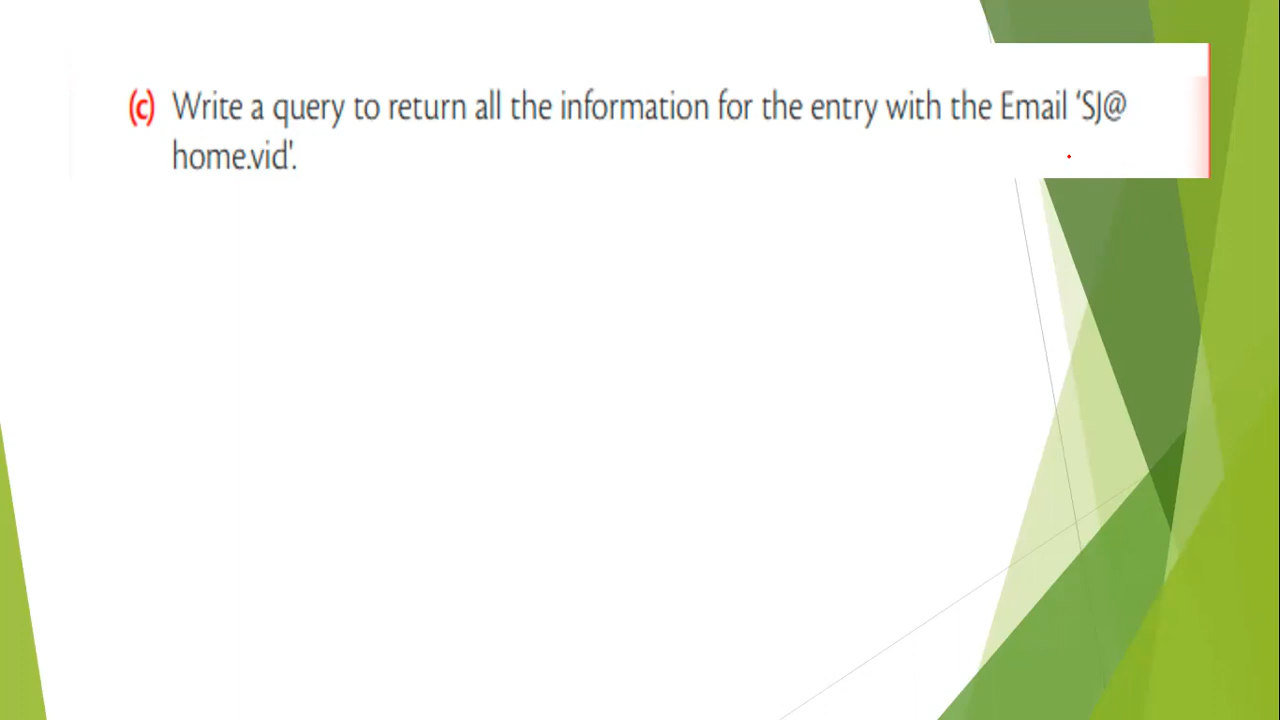 (c) Write a query to return all the information for the entry with the Email ‘SJ@
home.vid'.